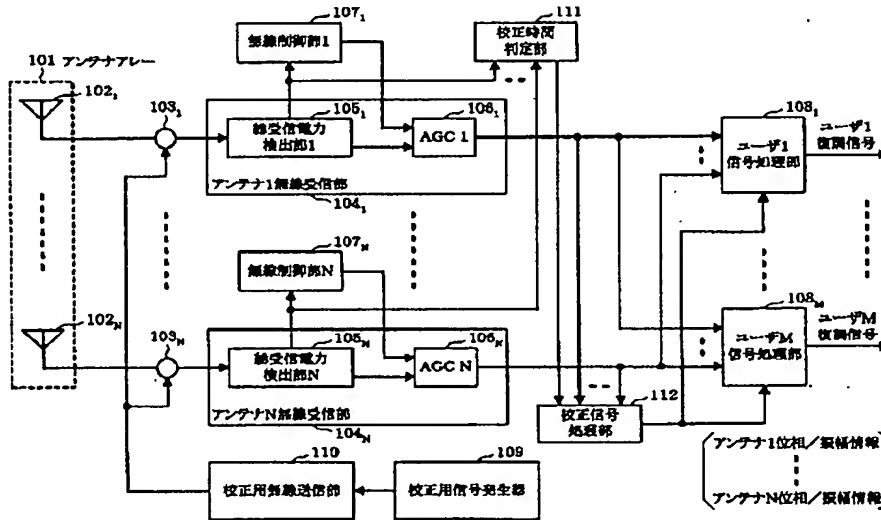 107₁
111
101 アンテナアレー
無線制御部1
校正時間
判定部
102₁
103₁
105₁
106₁
108₁
総受信電力
検出部1
AGC 1
ユーザ1
信号処理部
ユーザ1
復調信号
アンテナ1無線受信部
104₁
107N
無線制御部N
108M
102N
103N
105N
106N
ユーザM
信号処理部
ユーザM
復調信号
総受信電力
検出部N
AGC N
アンテナN無線受信部
104N
112
校正信号
処理部
110
109
校正用無線送信部
校正用信号発生器
アンテナ1位相/振幅情報
アンテナN位相/振幅情報